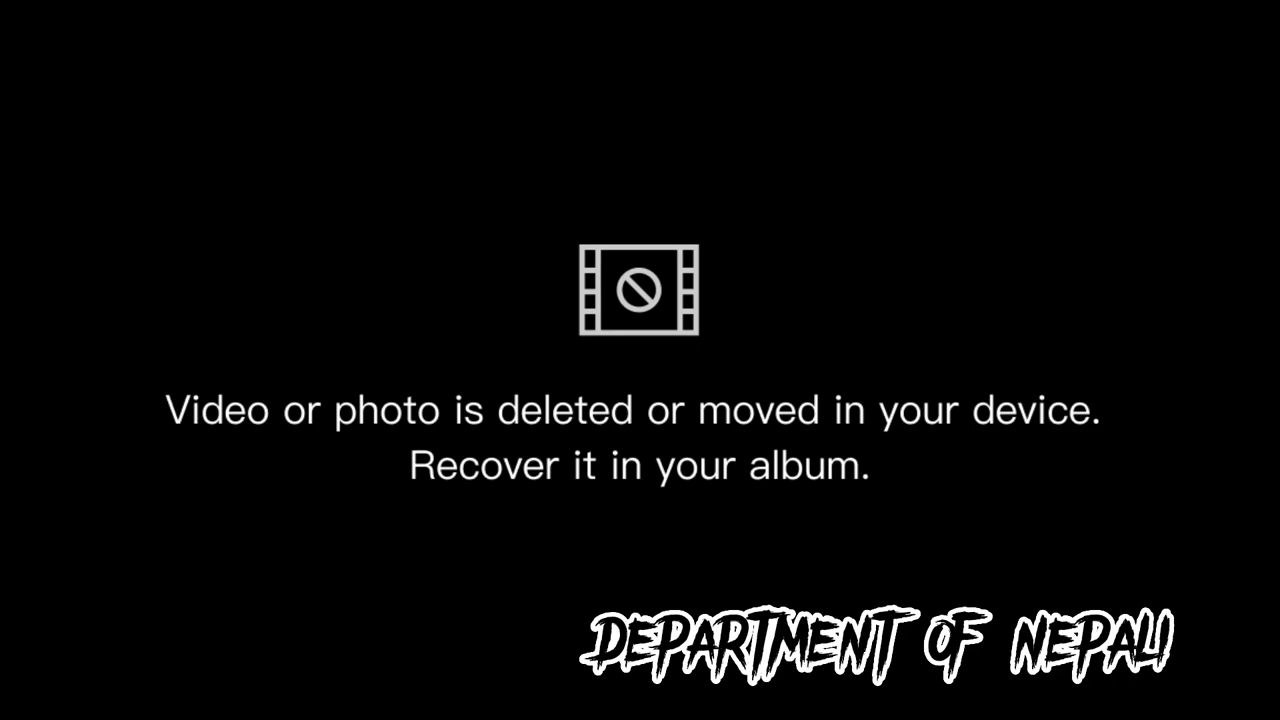 Video or photo is deleted or moved in your device.
Recover it in your album.
DEPARTMENT OF NEPALI